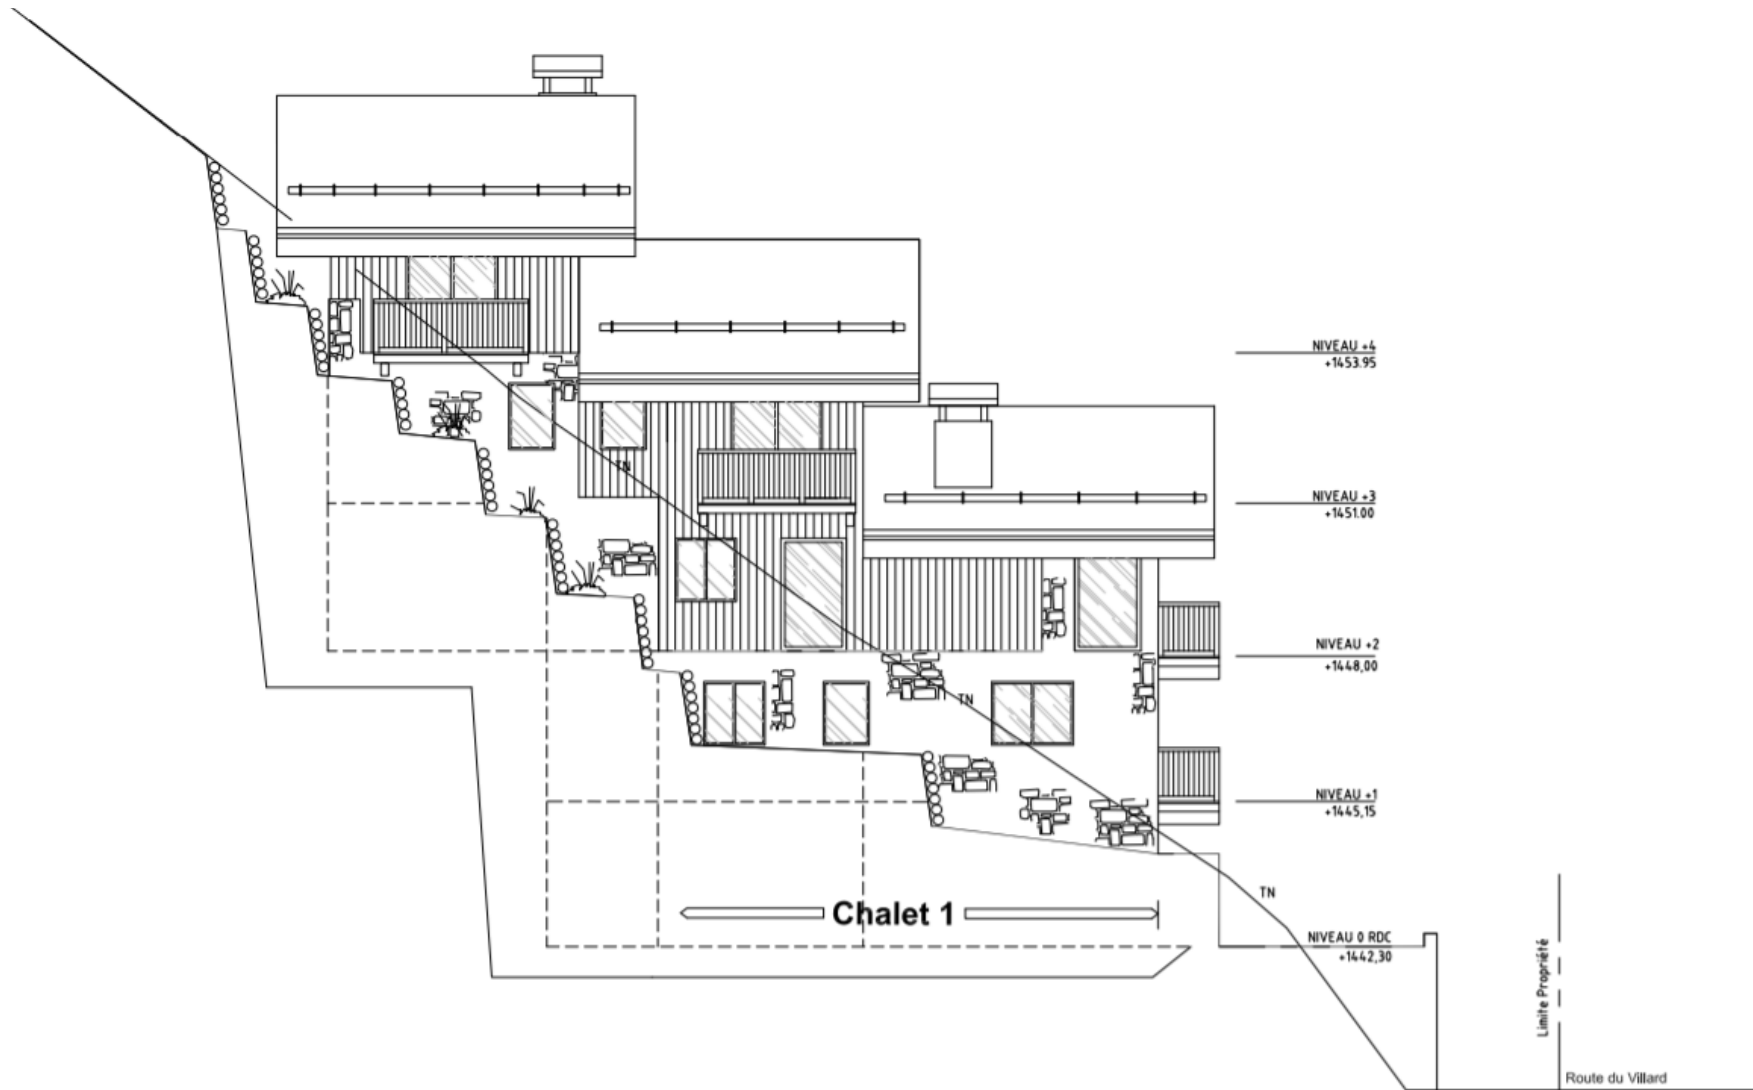 NIVEAU +4
+1453.95
TN
NIVEAU +3
+1451.00
NIVEAU +2
+1448,00
TN
NIVEAU +1
+1445,15
TN
Chalet 1
NIVEAU 0 RDC
+1442,30
Limite Propriété
Route du Villard